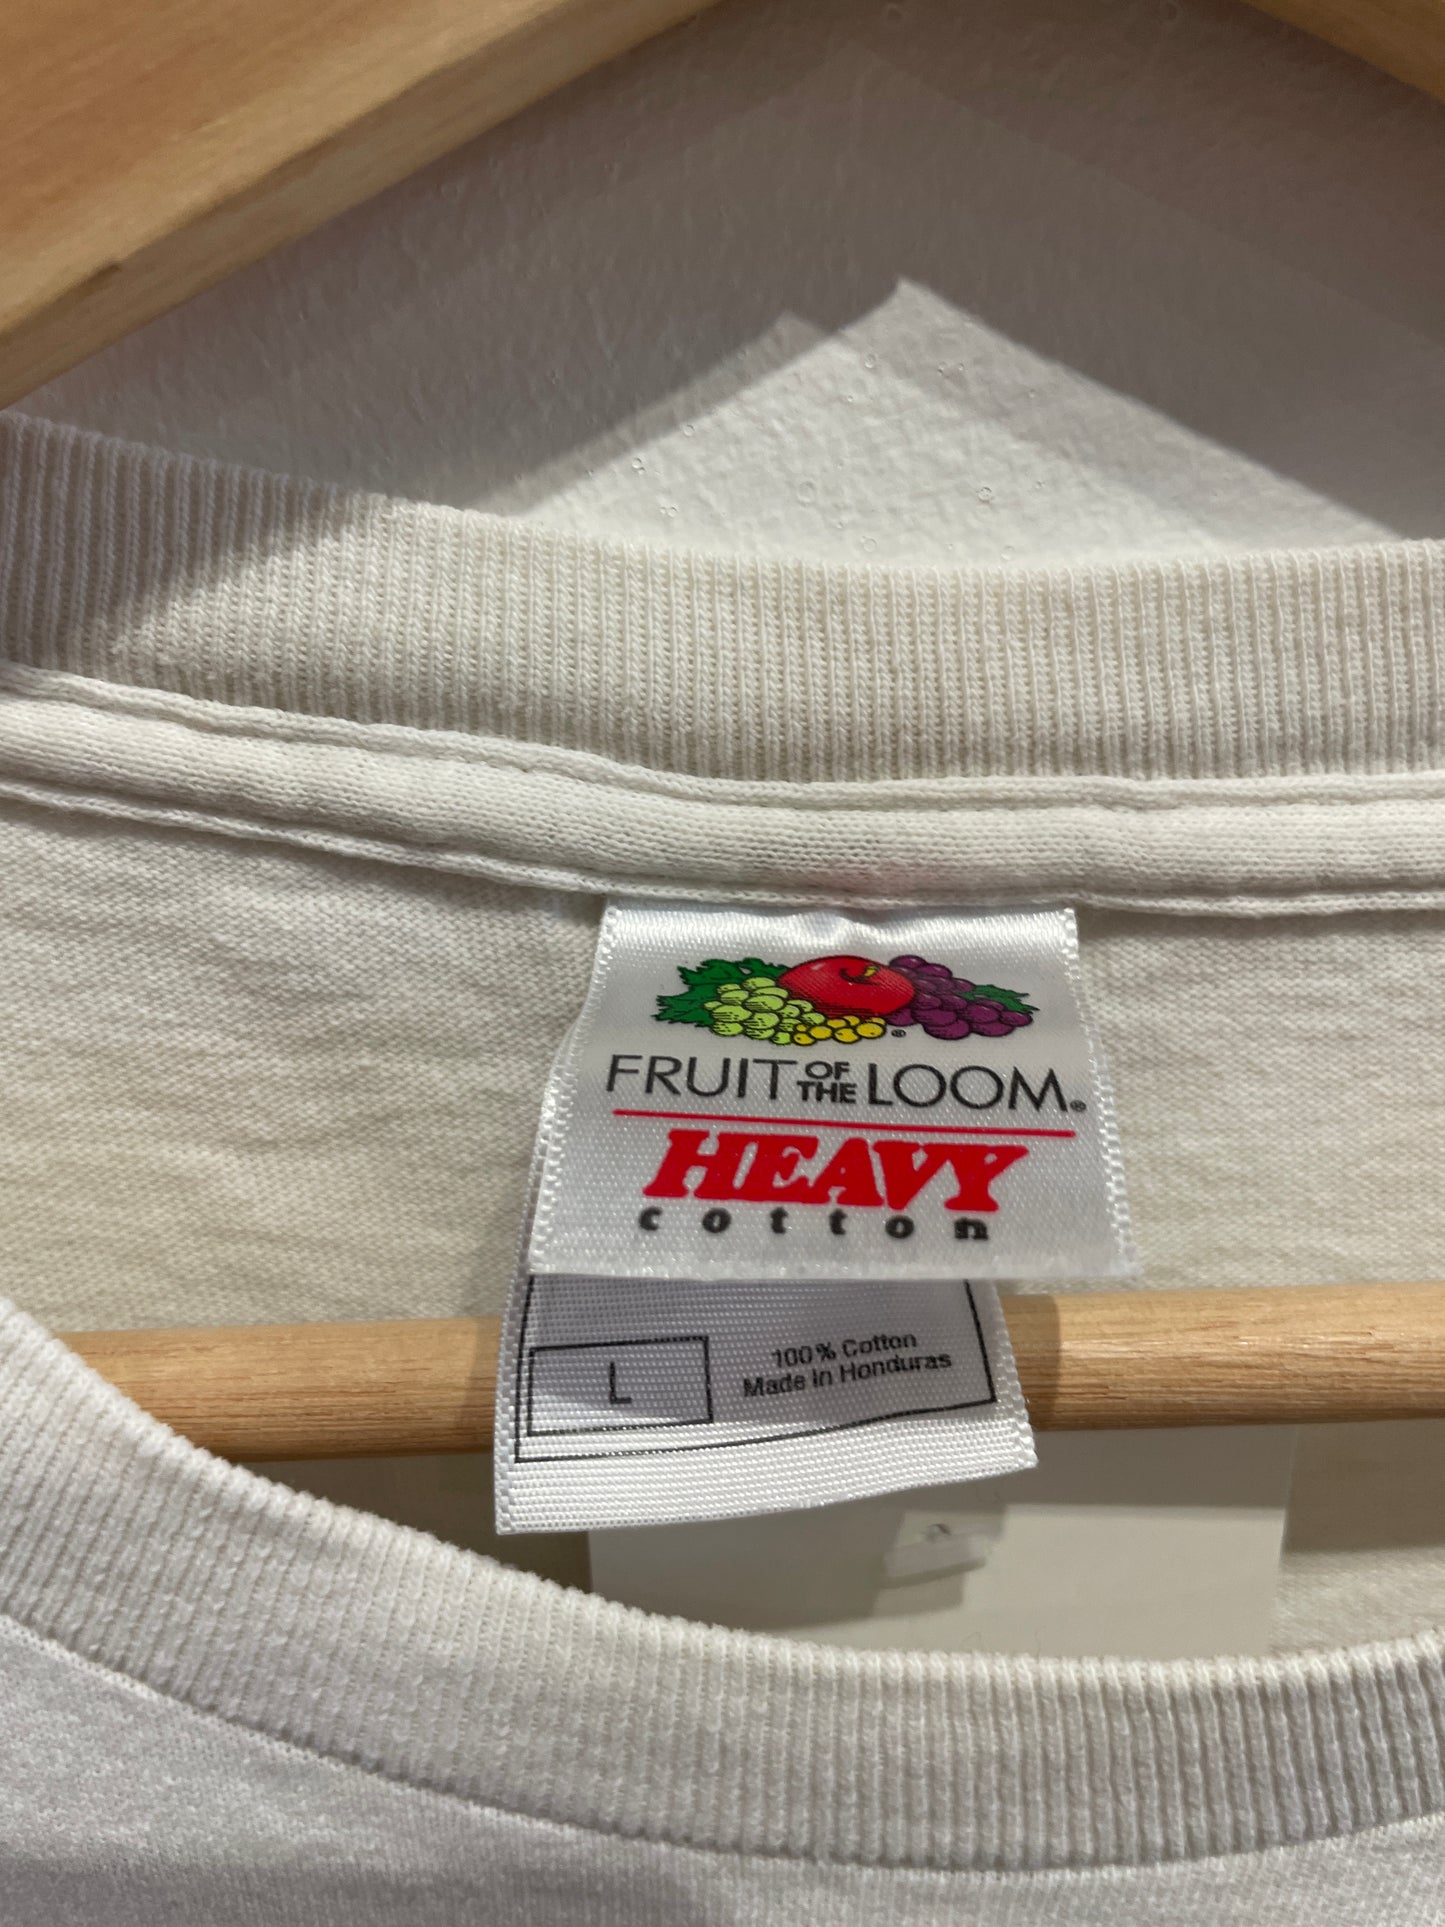 FRUIT OF THE LOOM®
HEAVY
cotton
L
100% Cotton
Made In Honduras